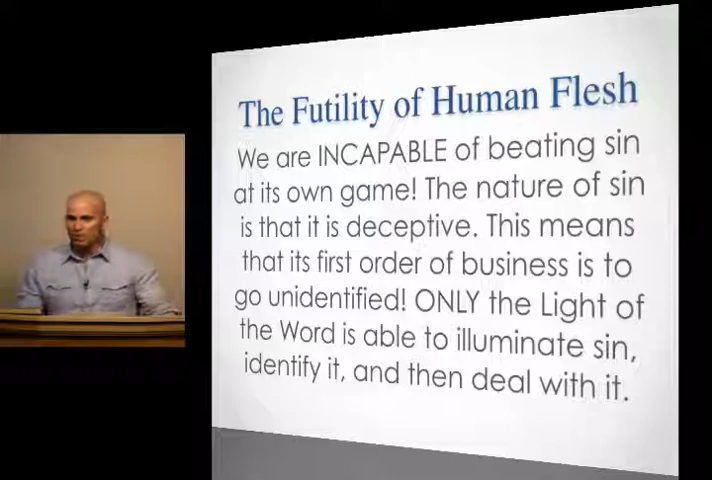 The Futility of Human Flesh
We are INCAPABLE of beating sin
at its own game! The nature of sin
is that it is deceptive. This means
that its first order of business is to
go unidentified! ONLY the Light of
the Word is able to illuminate sin,
identify it, and then deal with it.